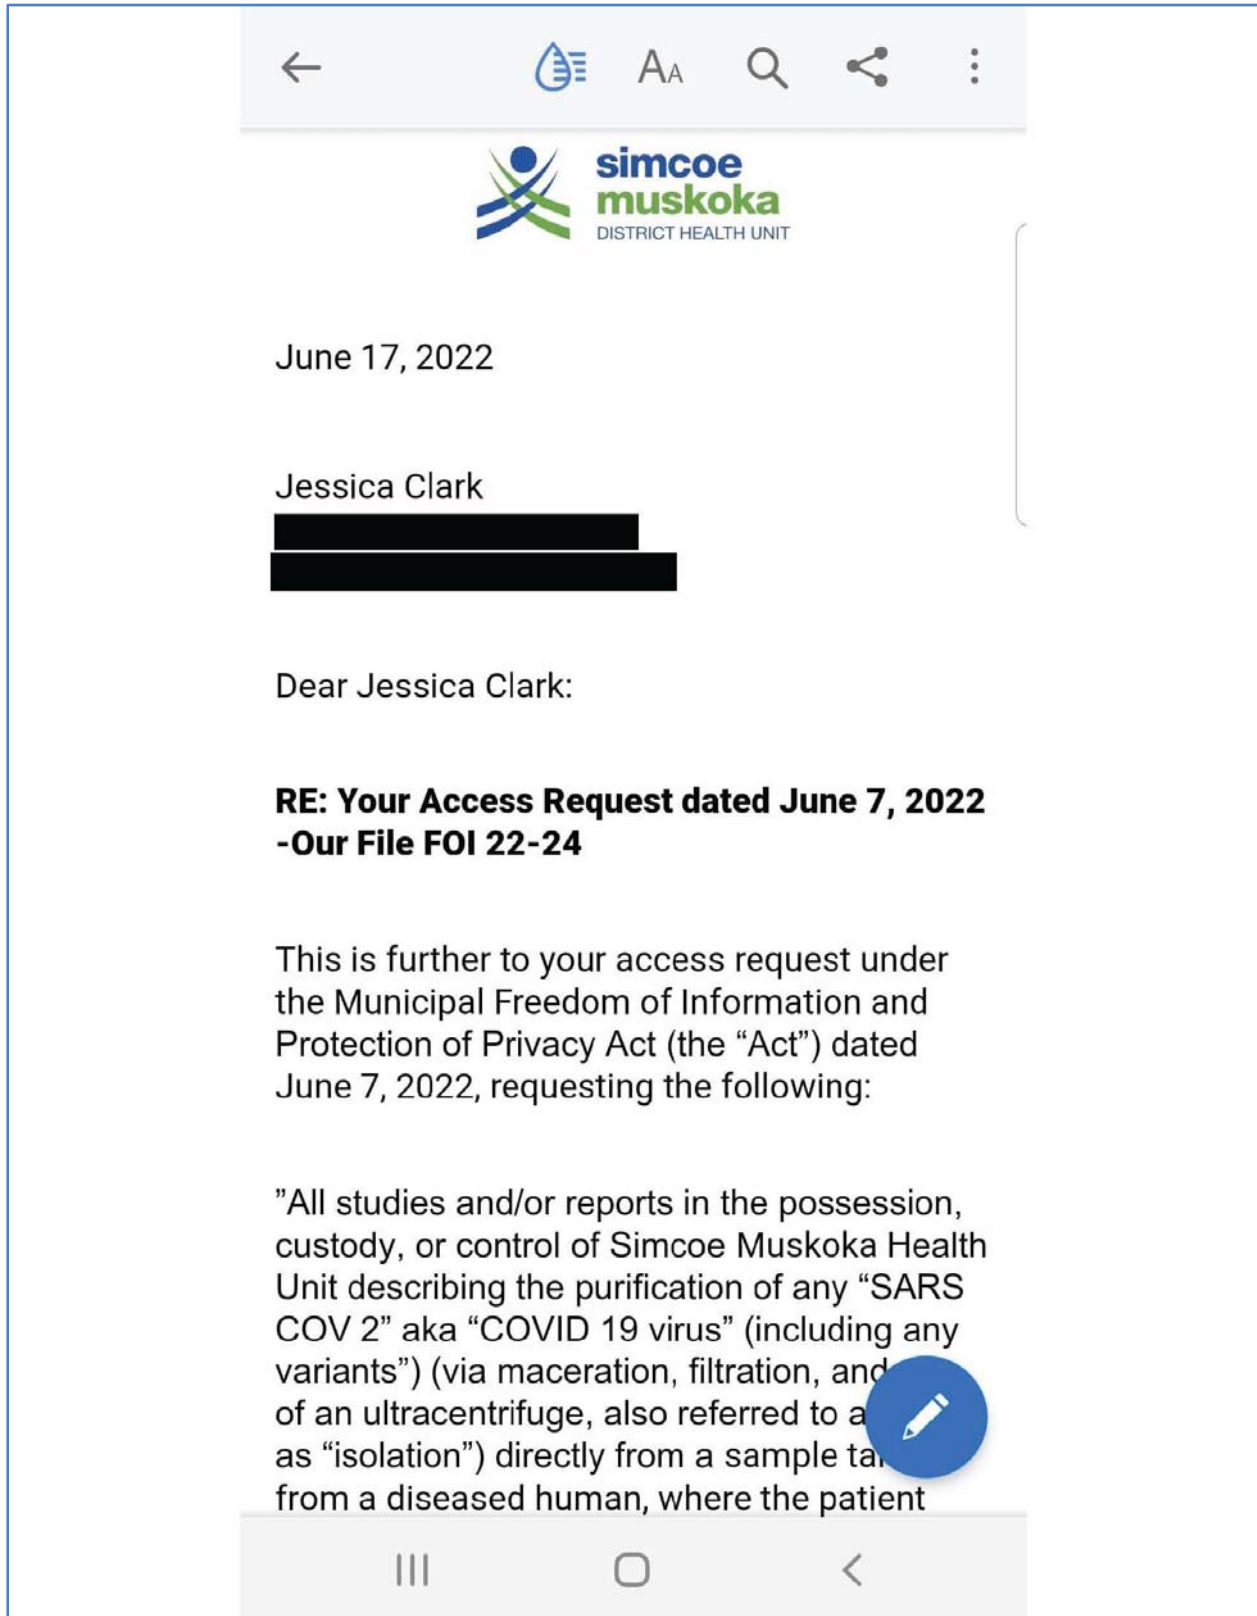 AA
simcoe
muskoka
DISTRICT HEALTH UNIT
June 17, 2022
Jessica Clark
Dear Jessica Clark:
RE: Your Access Request dated June 7, 2022
-Our File FOI 22-24
This is further to your access request under
the Municipal Freedom of Information and
Protection of Privacy Act (the “Act”) dated
June 7, 2022, requesting the following:
”All studies and/or reports in the possession,
custody, or control of Simcoe Muskoka Health
Unit describing the purification of any “SARS
COV 2” aka “COVID 19 virus” (including any
variants”) (via maceration, filtration, and
of an ultracentrifuge, also referred to
as “isolation”) directly from a sample
from a diseased human, where the patient